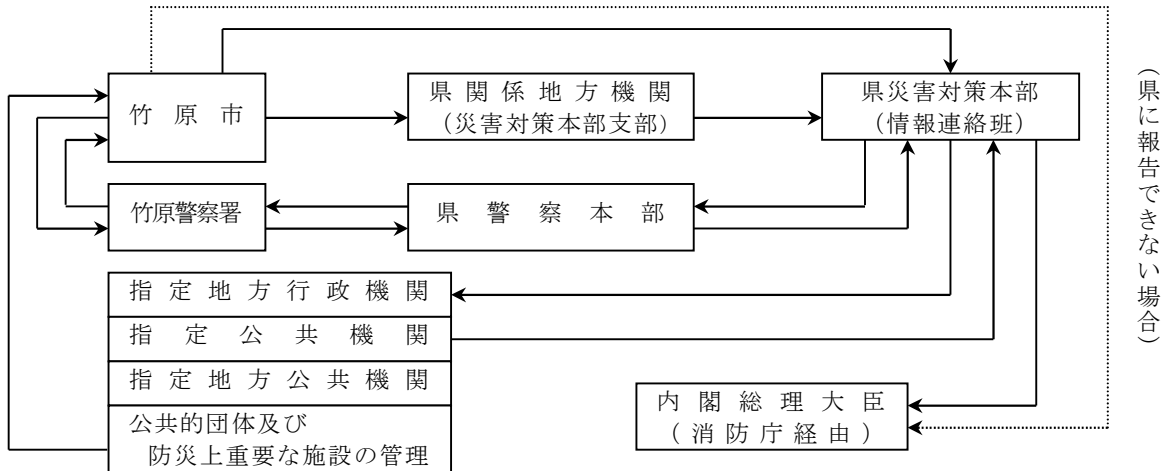 竹原市
県関係地方機関
（災害対策本部支部）
県災害対策本部
（情報連絡班）
竹原警察署
県警察本部
指定地方行政機関
指定公共機関
指定地方公共機関
公共的団体及び
防災上重要な施設の管理
内閣総理大臣
（消防庁経由）
（県に報告できない場合）